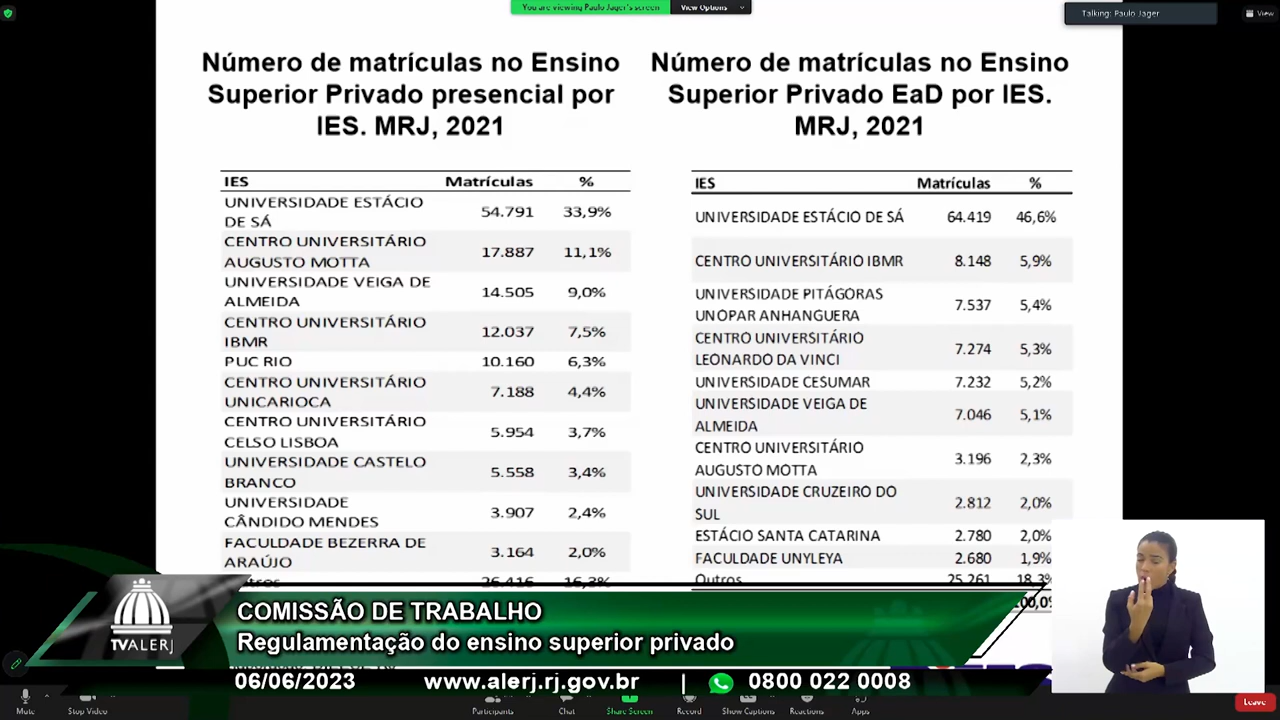 You are viewing Paulo Jager's screen
View Options
Talking: Paulo Jager
View
Número de matrículas no Ensino
Superior Privado presencial por
IES. MRJ, 2021
IES Matrículas %
UNIVERSIDADE ESTÁCIO
DE SÁ 54.791 33,9%
CENTRO UNIVERSITÁRIO
AUGUSTO MOTTA 17.887 11,1%
UNIVERSIDADE VEIGA DE
ALMEIDA 14.505 9,0%
CENTRO UNIVERSITÁRIO
IBMR 12.037 7,5%
PUC RIO 10.160 6,3%
CENTRO UNIVERSITÁRIO
UNICARIOCA 7.188 4,4%
CENTRO UNIVERSITÁRIO
CELSO LISBOA 5.954 3,7%
UNIVERSIDADE CASTELO
BRANCO 5.558 3,4%
UNIVERSIDADE
CÂNDIDO MENDES 3.907 2,4%
FACULDADE BEZERRA DE
ARAÚJO 3.164 2,0%
Outros 26.416 16,3%
Número de matrículas no Ensino
Superior Privado EaD por IES.
MRJ, 2021
IES Matrículas %
UNIVERSIDADE ESTÁCIO DE SÁ 64.419 46,6%
CENTRO UNIVERSITÁRIO IBMR 8.148 5,9%
UNIVERSIDADE PITÁGORAS
UNOPAR ANHANGUERA 7.537 5,4%
CENTRO UNIVERSITÁRIO
LEONARDO DA VINCI 7.274 5,3%
UNIVERSIDADE CESUMAR 7.232 5,2%
UNIVERSIDADE VEIGA DE
ALMEIDA 7.046 5,1%
CENTRO UNIVERSITÁRIO
AUGUSTO MOTTA 3.196 2,3%
UNIVERSIDADE CRUZEIRO DO
SUL 2.812 2,0%
ESTÁCIO SANTA CATARINA 2.780 2,0%
FACULDADE UNYLEYA 2.680 1,9%
Outros 25.261 18,3%
TVALERJ
COMISSÃO DE TRABALHO
Regulamentação do ensino superior privado
06/06/2023 www.alerj.rj.gov.br | 0800 022 0008
Mute
Stop Video
Participants
Chat
Share Screen
Record
Show Captions
Reactions
Apps
Leave